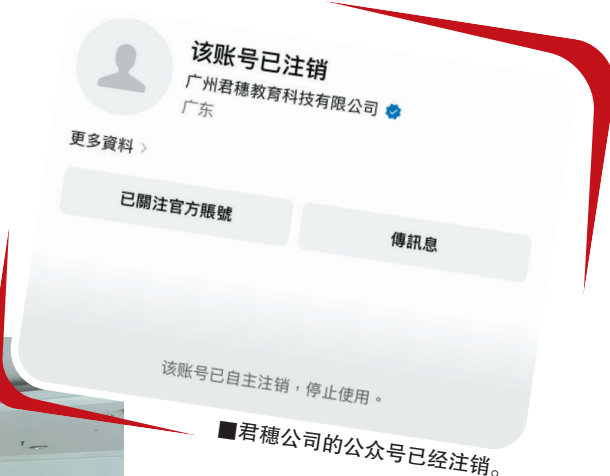 该账号已注销
广州君穗教育科技有限公司
广东
更多資料 >
已關注官方賬號
傳訊息
该账号已自主注销，停止使用。
■君穗公司的公众号已经注销。